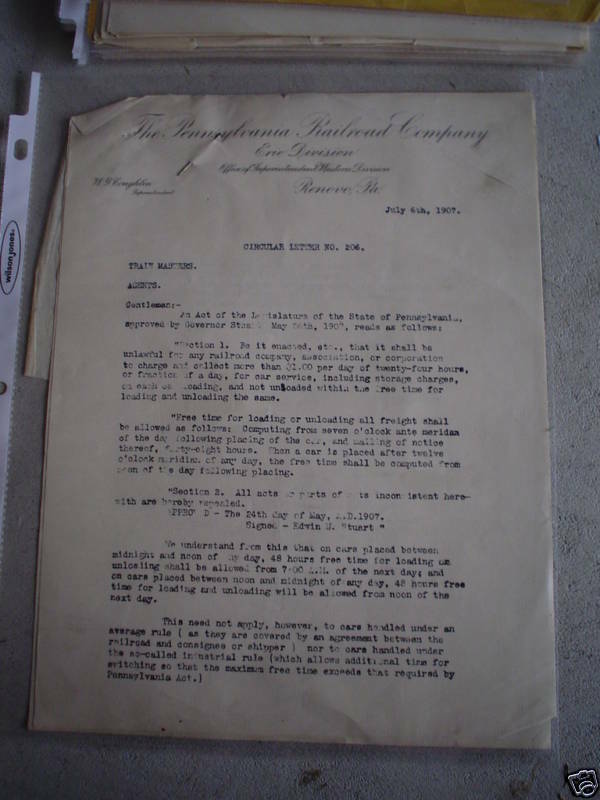 The Pennsylvania Railroad Company
Erie Division
Office of Superintendent Western Division
W. P. Coughlin
Superintendent
Renovo, Pa.
July 6th, 1907.
CIRCULAR LETTER NO. 206.
TRAIN MASTERS.
AGENTS.
Gentlemen:-
An Act of the Legislature of the State of Pennsylvania,
approved by Governor Stuart May 24th, 1907, reads as follows:
"Section 1. Be it enacted, etc., that it shall be
unlawful for any railroad company, association, or corporation
to charge and collect more than $1.00 per day of twenty-four hours,
or fraction of a day, for car service, including storage charges,
on each car loading, and not unloaded within the free time for
loading and unloading the same.
"Free time for loading or unloading all freight shall
be allowed as follows: Computing from seven o'clock ante meridan
of the day following placing of the car, and mailing of notice
thereof, forty-eight hours. When a car is placed after twelve
o'clock meridian of any day, the free time shall be computed from
noon of the day following placing.
"Section 2. All acts or parts of acts inconsistent here-
with are hereby repealed.
APPROVED - The 24th day of May, A.D.1907.
Signed - Edwin S. Stuart "
We understand from this that on cars placed between
midnight and noon of any day, 48 hours free time for loading or
unloading shall be allowed from 7:00 A.M. of the next day; and
on cars placed between noon and midnight of any day, 48 hours free
time for loading and unloading will be allowed from noon of the
next day.
This need not apply, however, to cars handled under an
average rule ( as they are covered by an agreement between the
railroad and consignee or shipper ) nor to cars handled under
the so-called industrial rule (which allows additional time for
switching so that the maximum free time exceeds that required by
Pennsylvania Act.)
wilson jones.
ebY